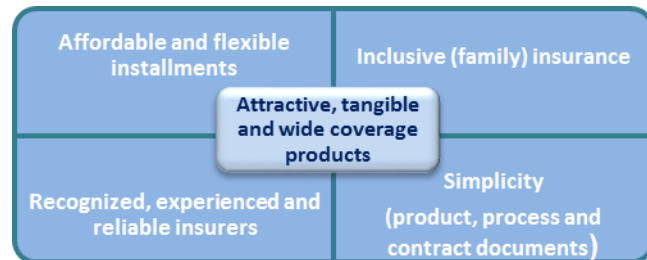 Affordable and flexible
installments
Inclusive (family) insurance
Attractive, tangible
and wide coverage
products
Recognized, experienced and
reliable insurers
Simplicity
(product, process and
contract documents)